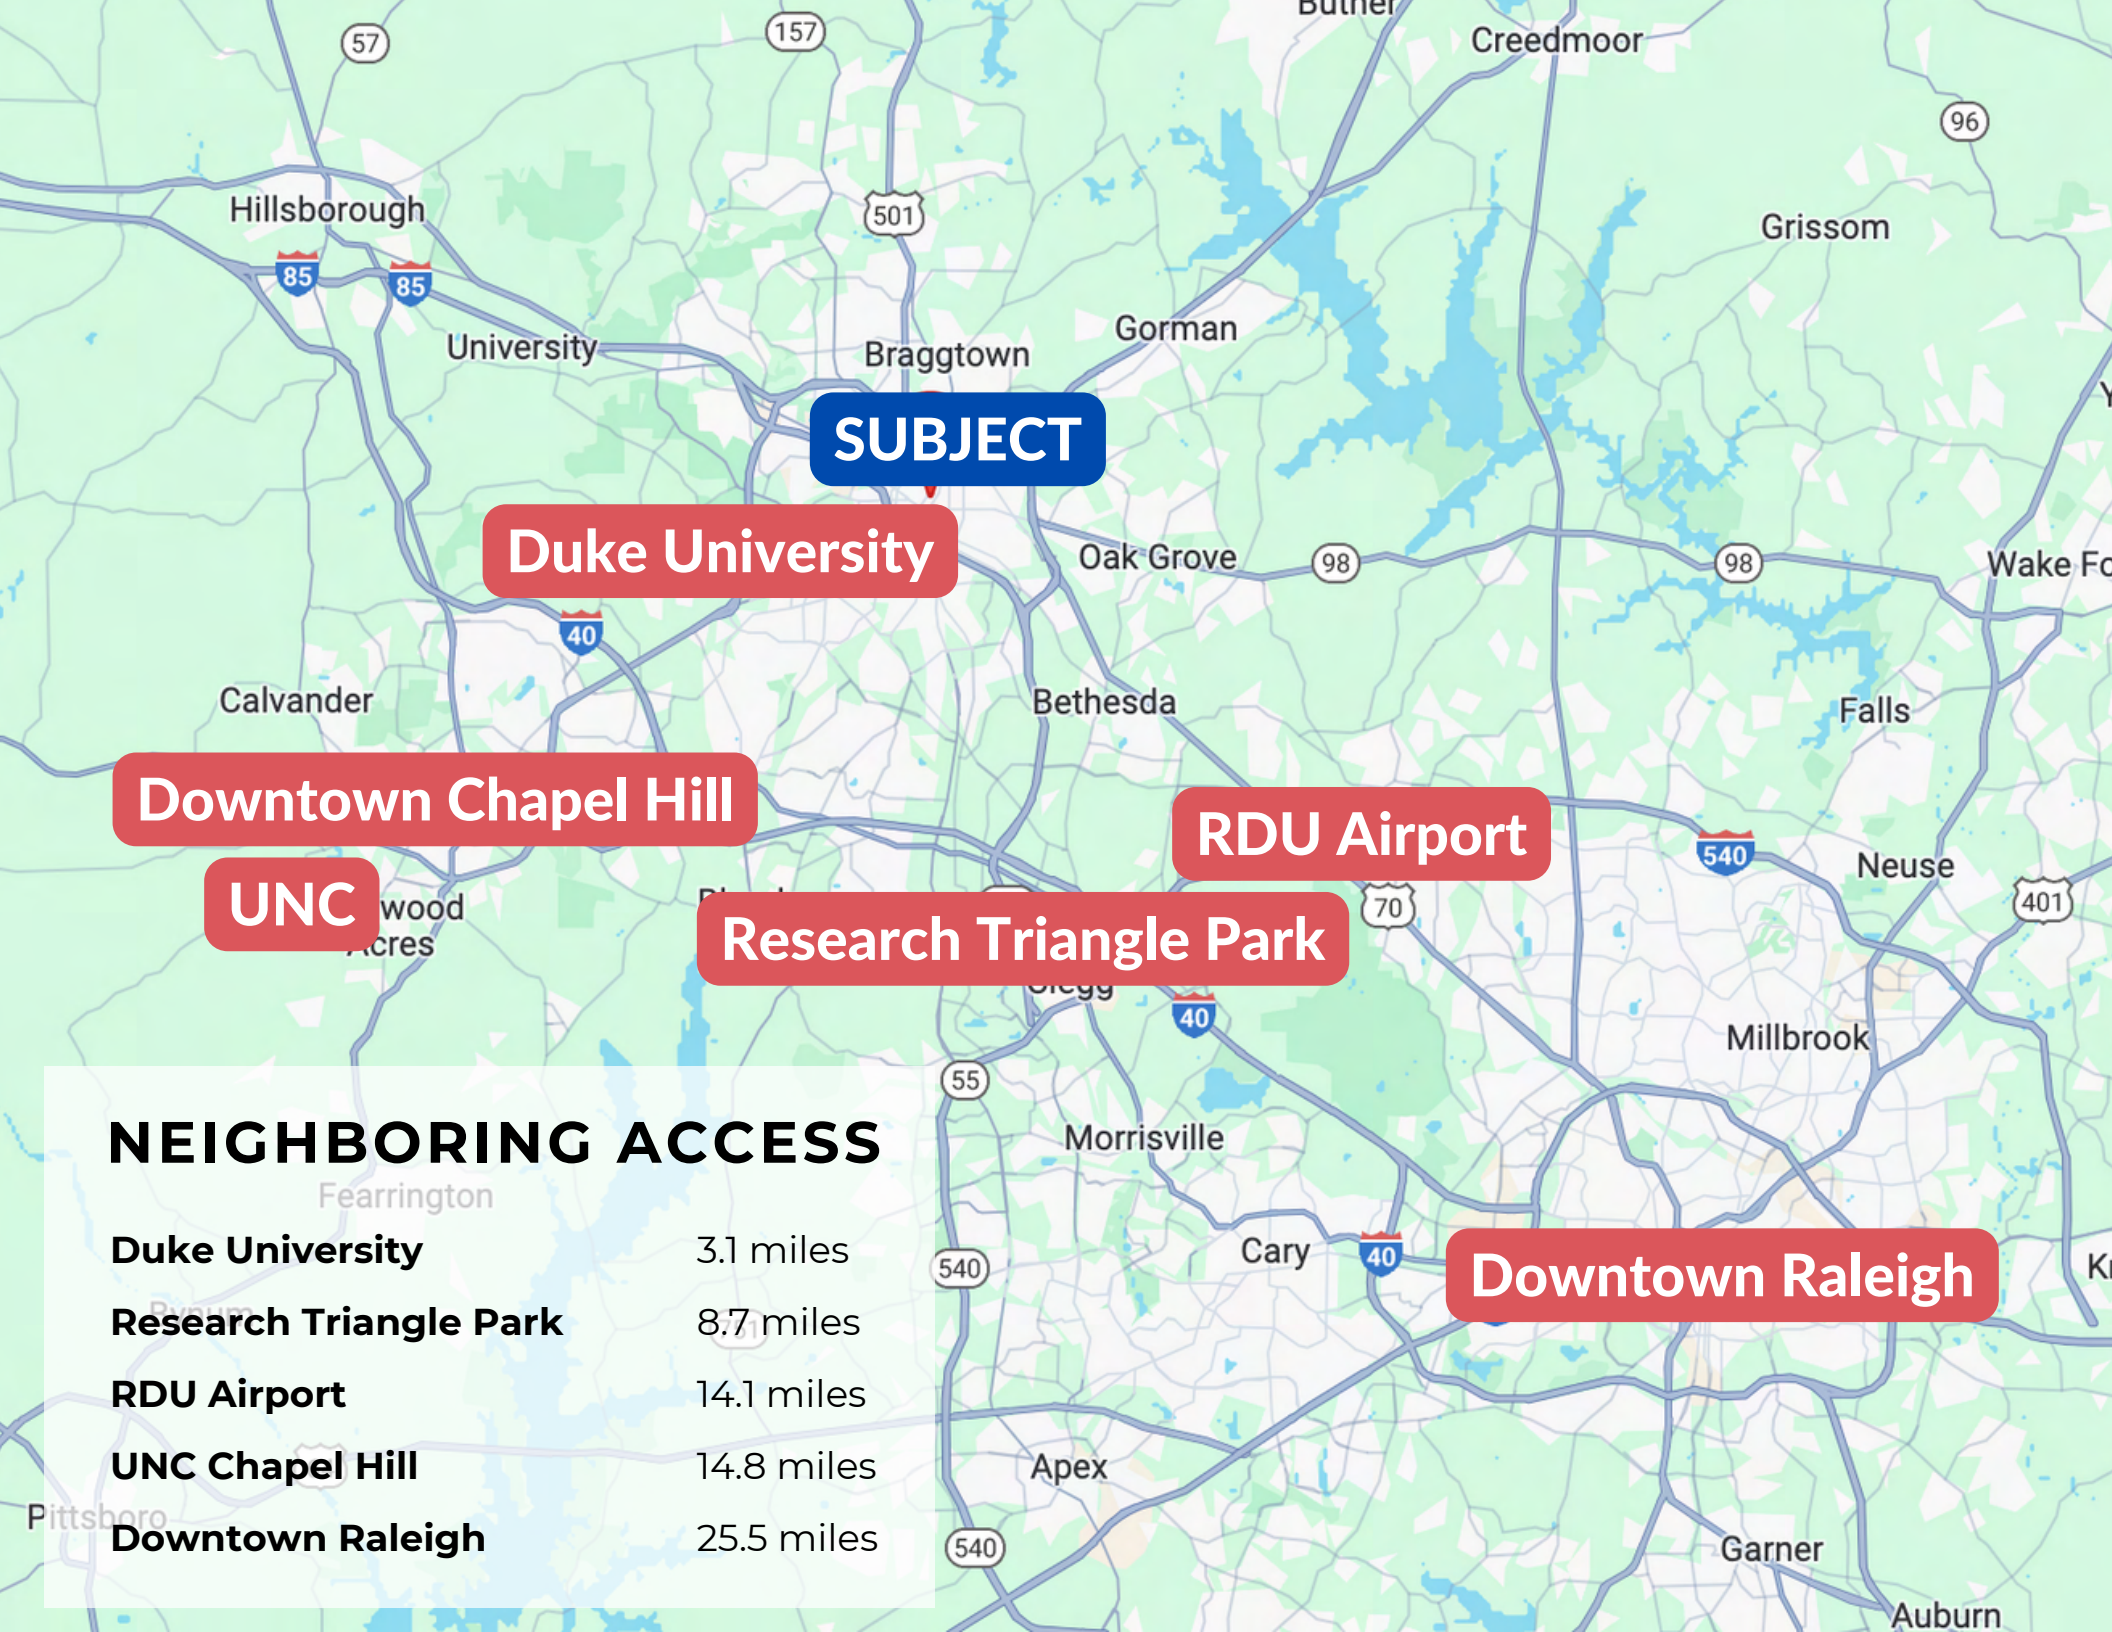 Butner
157
57
Creedmoor
96
Hillsborough
501
Grissom
85
85
Gorman
University
Braggtown
SUBJECT
Duke University
Oak Grove
98
98
Wake Fo
40
Calvander
Bethesda
Falls
Downtown Chapel Hill
RDU Airport
540
Neuse
UNC
wood
Acres
70
401
Research Triangle Park
40
Millbrook
55
Morrisville
NEIGHBORING ACCESS
Fearrington
Duke University 3.1 miles
Cary
40
Downtown Raleigh
540
Kn
Bynum
Research Triangle Park 8.7 miles
RDU Airport 14.1 miles
UNC Chapel Hill 14.8 miles
Apex
Pittsboro
Downtown Raleigh 25.5 miles
540
Garner
Auburn